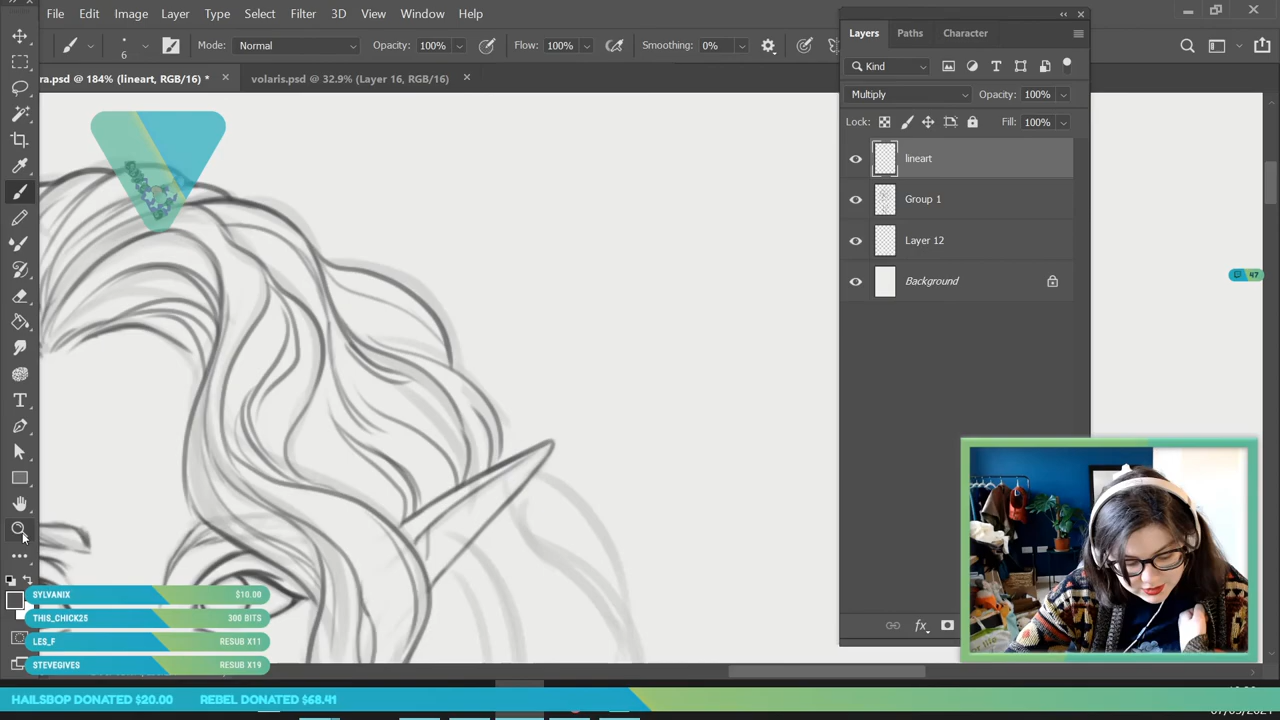 File Edit Image Layer Type Select Filter 3D View Window Help
6 Mode: Normal Opacity: 100% Flow: 100% Smoothing: 0%
ra.psd @ 184% (lineart, RGB/16) * volaris.psd @ 32.9% (Layer 16, RGB/16)
Layers Paths Character
Kind
Multiply Opacity: 100%
Lock: Fill: 100%
lineart
Group 1
Layer 12
Background
47
fx
SYLVANIX $10.00
THIS_CHICK25 300 BITS
LES_F RESUB X11
STEVEGIVES RESUB X19
HAILSBOP DONATED $20.00 REBEL DONATED $68.41